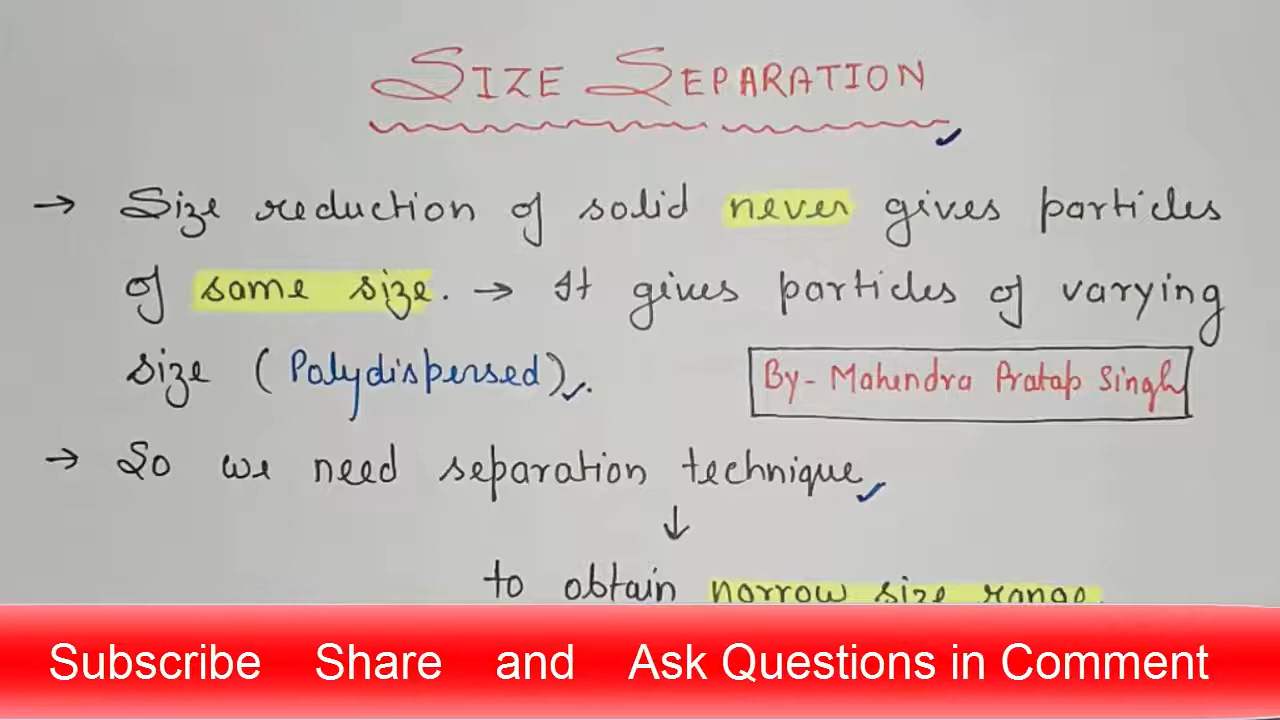 SIZE SEPARATION
→ Size reduction of solid never gives particles
of same size. → It gives particles of varying
size (Polydispersed).
By- Mahendra Pratap Singh
→ So we need separation technique
↓
to obtain narrow size range.
Subscribe Share and Ask Questions in Comment